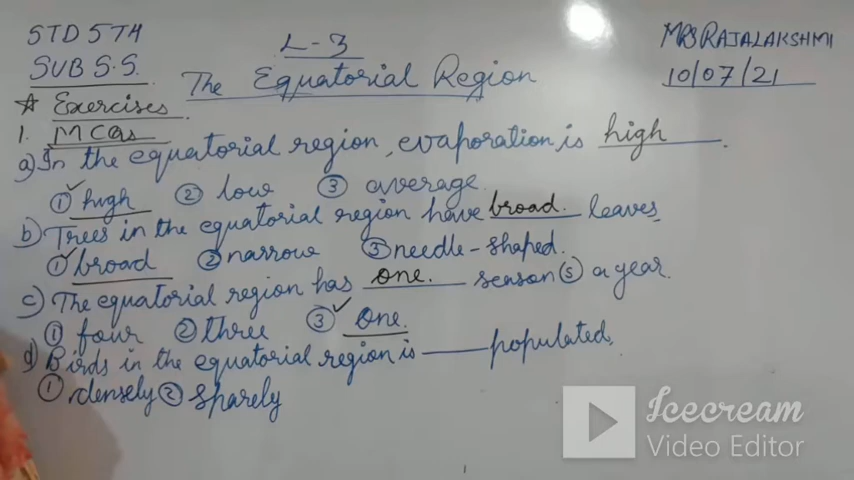 STD 5TH
L-3
MRS RAJALAKSHMI
SUB S.S.
The Equatorial Region
10/07/21
☆ Exercises
1. MCQs
a) In the equatorial region, evaporation is high.
① ✓high ② low ③ average
b) Trees in the equatorial region have broad. leaves
① ✓broad ② narrow ③ needle-shaped.
c) The equatorial region has one. season(s) a year.
① four ② three ③ ✓ One.
d) Birds in the equatorial region is ____ populated.
① densely ② sparely
Icecream
Video Editor